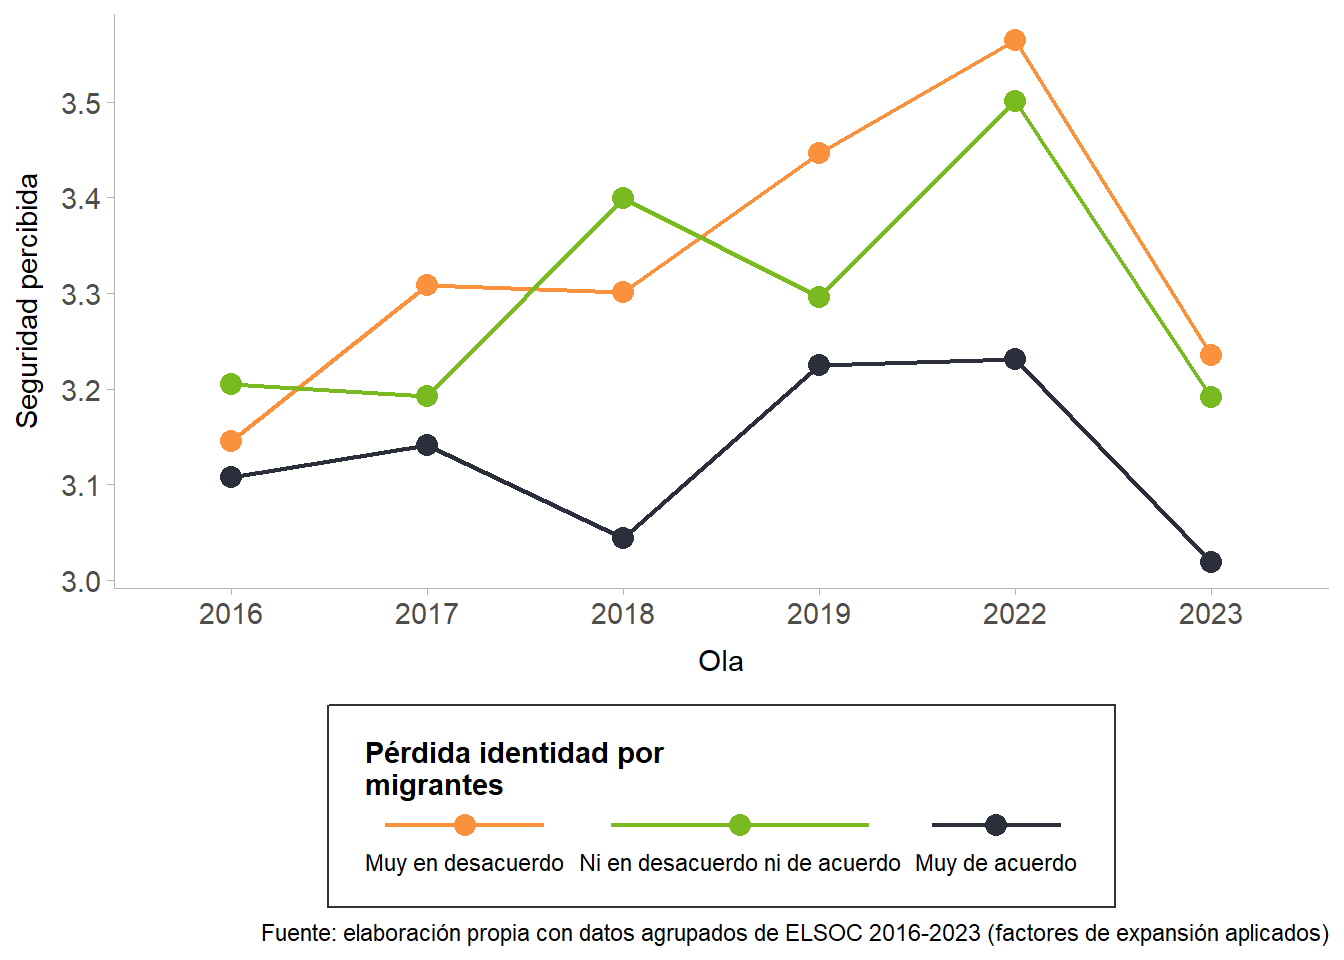 Seguridad percibida
3.5
3.4
3.3
3.2
3.1
3.0
2016 2017 2018 2019 2022 2023
Ola
Pérdida identidad por
migrantes
Muy en desacuerdo Ni en desacuerdo ni de acuerdo Muy de acuerdo
Fuente: elaboración propia con datos agrupados de ELSOC 2016-2023 (factores de expansión aplicados)